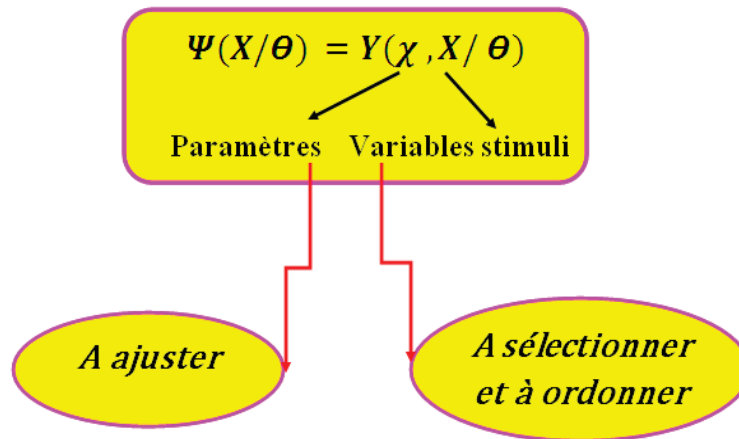 Ψ(X/Θ) = Y(χ ,X/ Θ)
Paramètres Variables stimuli
A ajuster
A sélectionner
et à ordonner